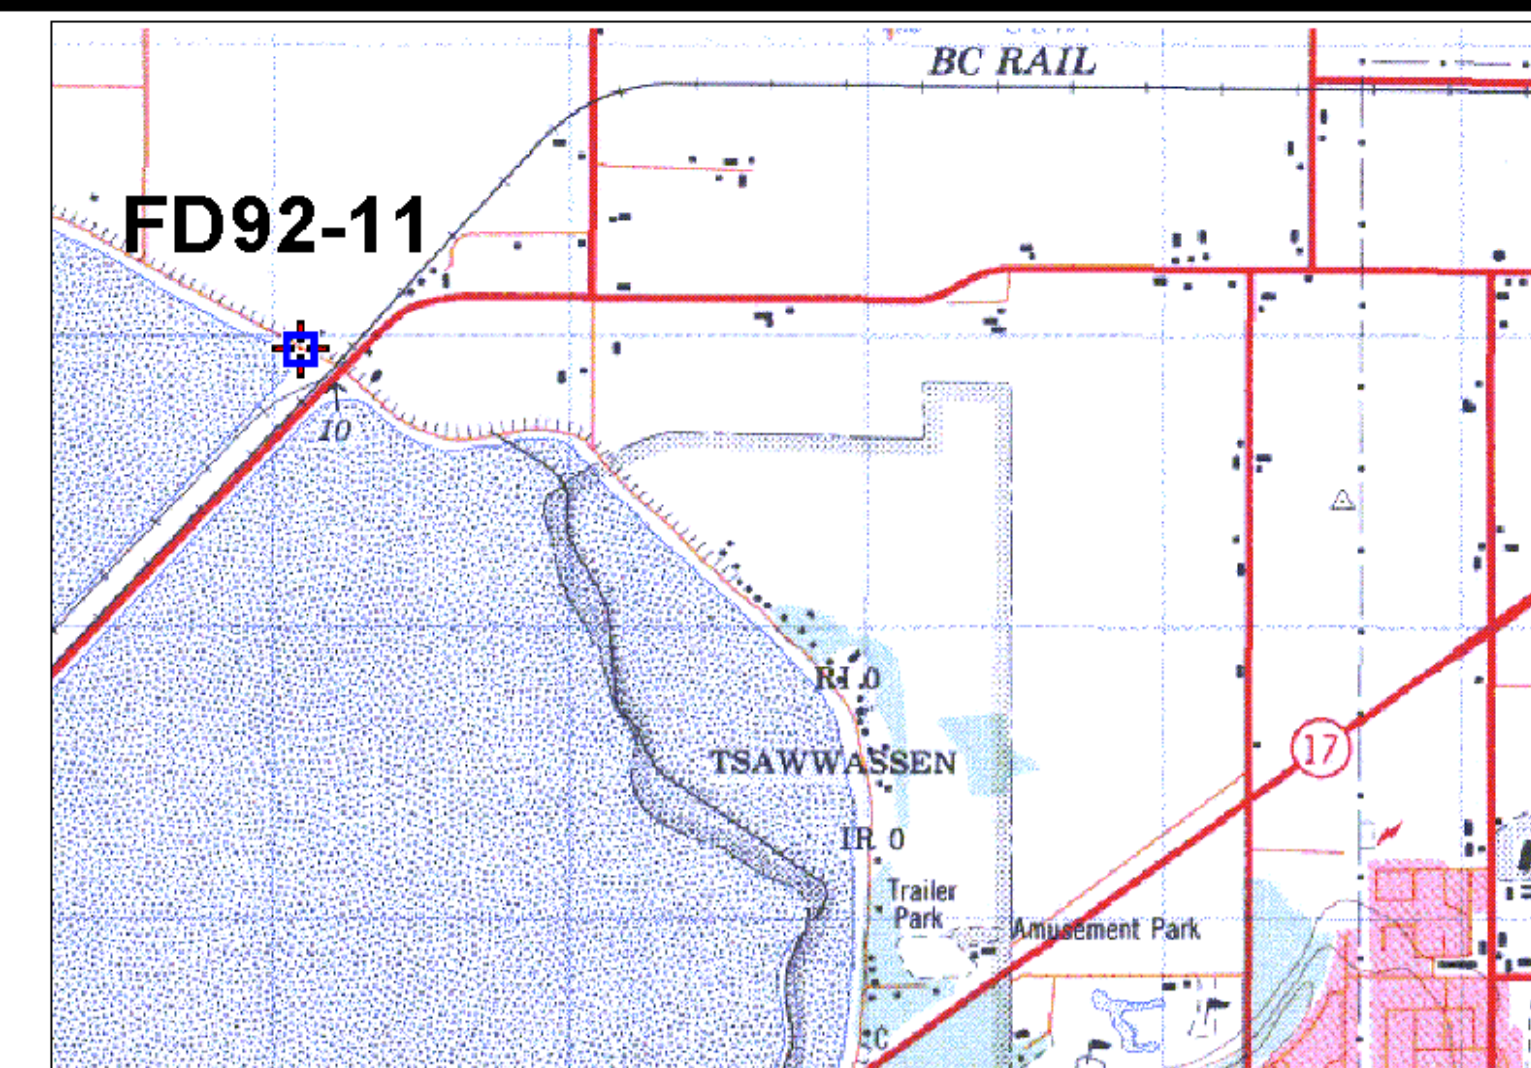 BC RAIL
FD92-11
10
RI 0
TSAWWASSEN
17
IR 0
Trailer
Park
Amusement Park
C